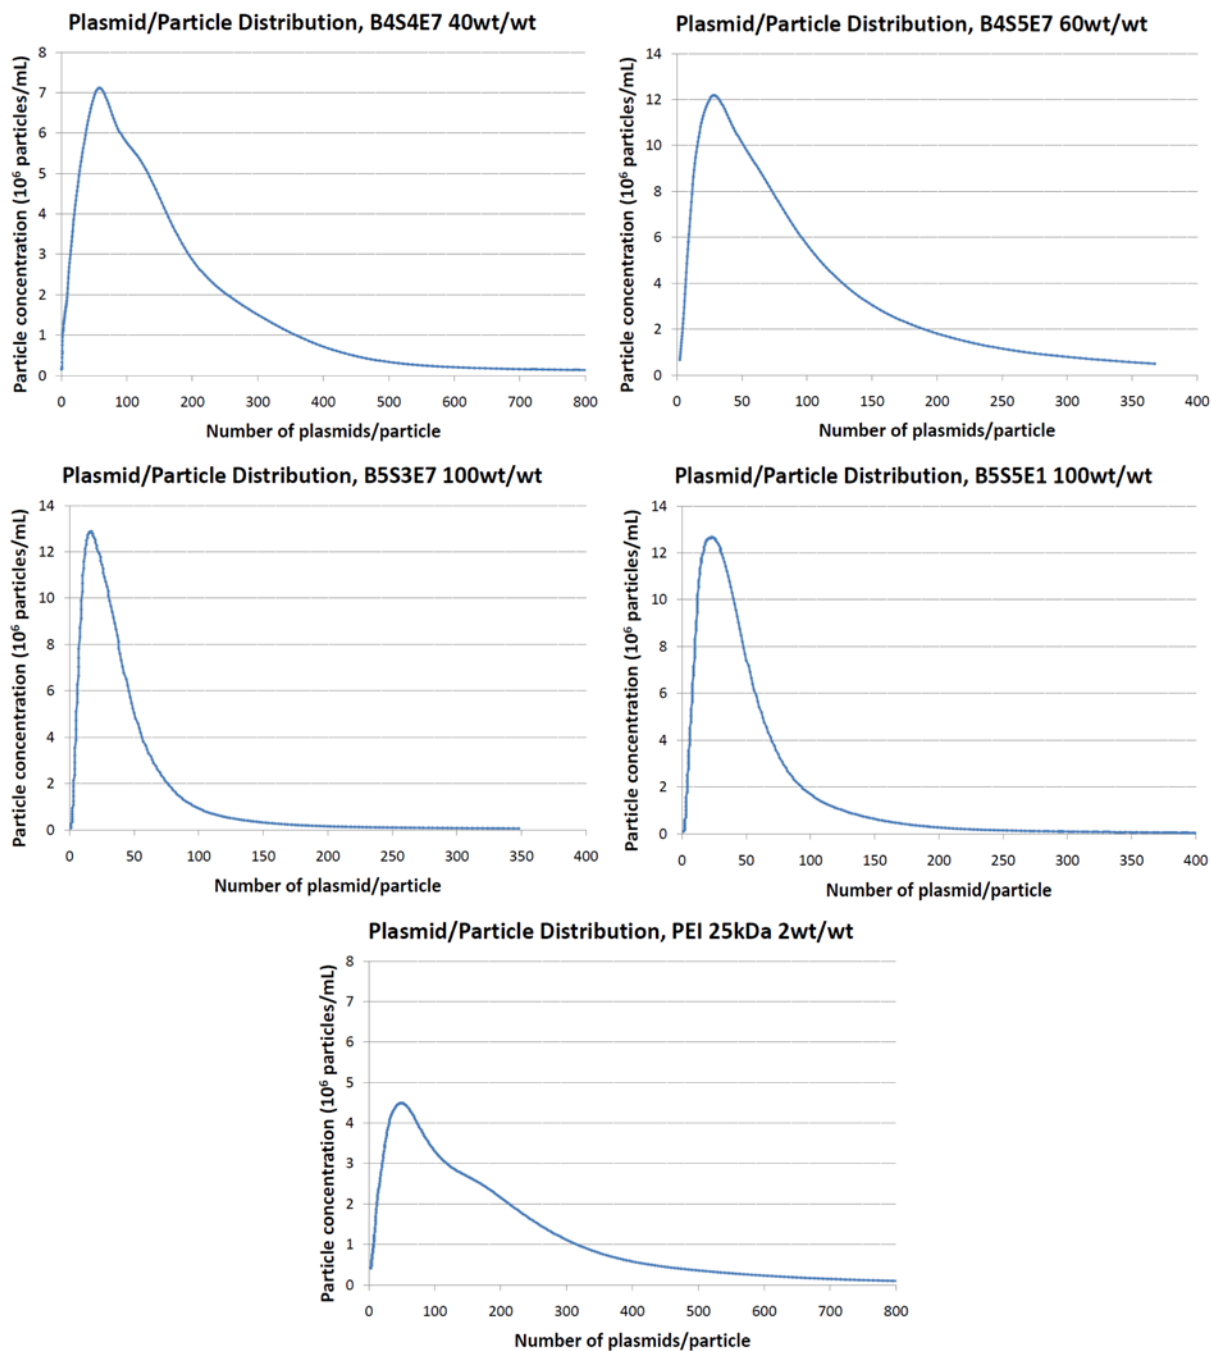 Plasmid/Particle Distribution, B4S4E7 40wt/wt
Particle concentration (10⁶ particles/mL)
8
7
6
5
4
3
2
1
0
0 100 200 300 400 500 600 700 800
Number of plasmids/particle
Plasmid/Particle Distribution, B4S5E7 60wt/wt
Particle concentration (10⁶ particles/mL)
14
12
10
8
6
4
2
0
0 50 100 150 200 250 300 350 400
Number of plasmids/particle
Plasmid/Particle Distribution, B5S3E7 100wt/wt
Particle concentration (10⁶ particles/mL)
14
12
10
8
6
4
2
0
0 50 100 150 200 250 300 350 400
Number of plasmid/particle
Plasmid/Particle Distribution, B5S5E1 100wt/wt
Particle concentration (10⁶ particles/mL)
14
12
10
8
6
4
2
0
0 50 100 150 200 250 300 350 400
Number of plasmid/particle
Plasmid/Particle Distribution, PEI 25kDa 2wt/wt
Particle concentration (10⁶ particles/mL)
8
7
6
5
4
3
2
1
0
0 100 200 300 400 500 600 700 800
Number of plasmids/particle